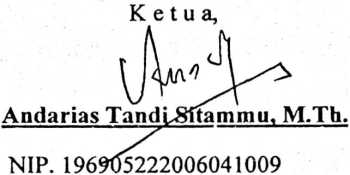 Ketua,
Andarias Tandi Sitammu, M.Th.
NIP. 196905222006041009